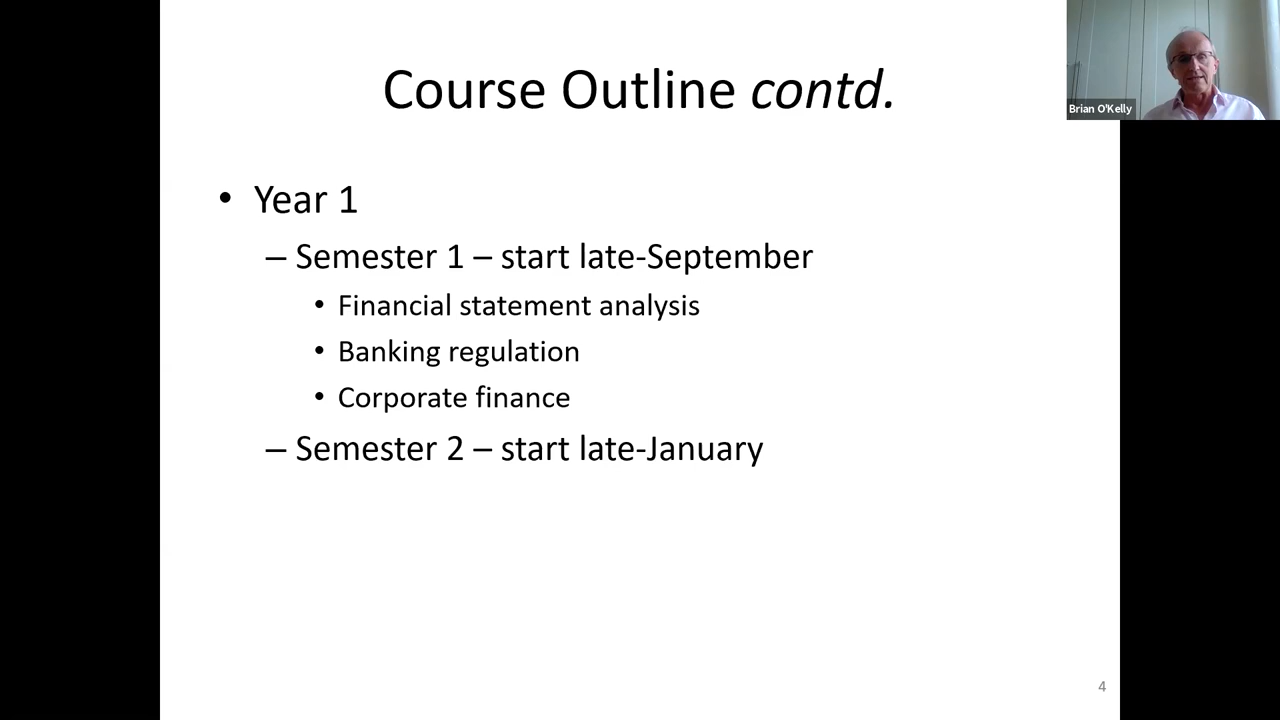 Course Outline contd.
Brian O'Kelly
• Year 1
– Semester 1 – start late-September
• Financial statement analysis
• Banking regulation
• Corporate finance
– Semester 2 – start late-January
4